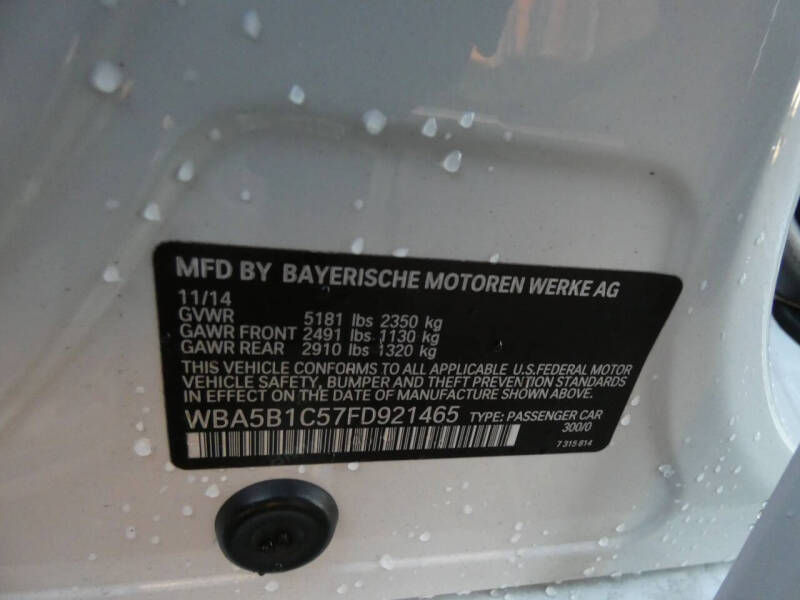 MFD BY BAYERISCHE MOTOREN WERKE AG
11/14
GVWR 5181 lbs 2350 kg
GAWR FRONT 2491 lbs 1130 kg
GAWR REAR 2910 lbs 1320 kg
THIS VEHICLE CONFORMS TO ALL APPLICABLE U.S.FEDERAL MOTOR
VEHICLE SAFETY, BUMPER AND THEFT PREVENTION STANDARDS
IN EFFECT ON THE DATE OF MANUFACTURE SHOWN ABOVE.
WBA5B1C57FD921465 TYPE: PASSENGER CAR
300/0
7 315 814